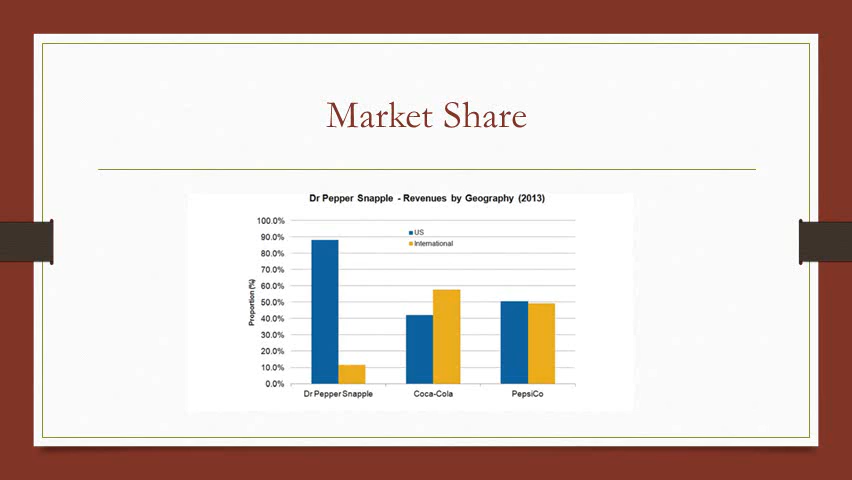 Market Share
Dr Pepper Snapple - Revenues by Geography (2013)
US
International
Proportion (%)
100.0%
90.0%
80.0%
70.0%
60.0%
50.0%
40.0%
30.0%
20.0%
10.0%
0.0%
Dr Pepper Snapple
Coca-Cola
PepsiCo